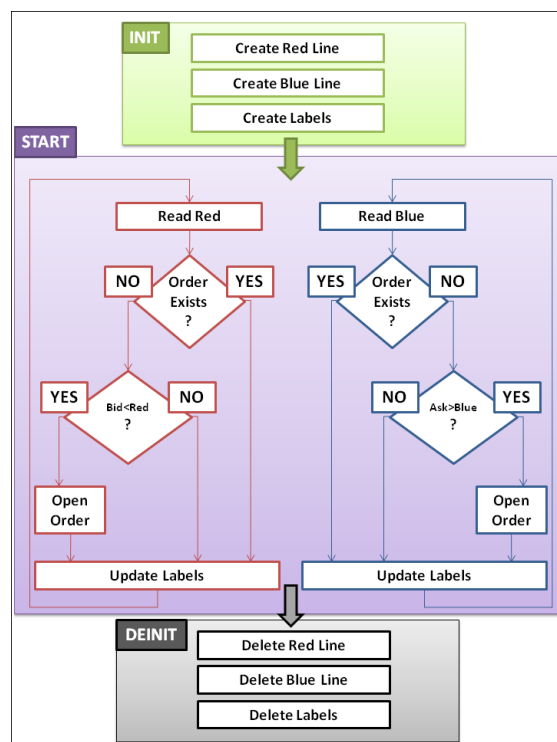 INIT
Create Red Line
Create Blue Line
Create Labels
START
Read Red
Read Blue
NO
Order
Exists
?
YES
YES
Order
Exists
?
NO
YES
Bid<Red
?
NO
NO
Ask>Blue
?
YES
Open
Order
Open
Order
Update Labels
Update Labels
DEINIT
Delete Red Line
Delete Blue Line
Delete Labels